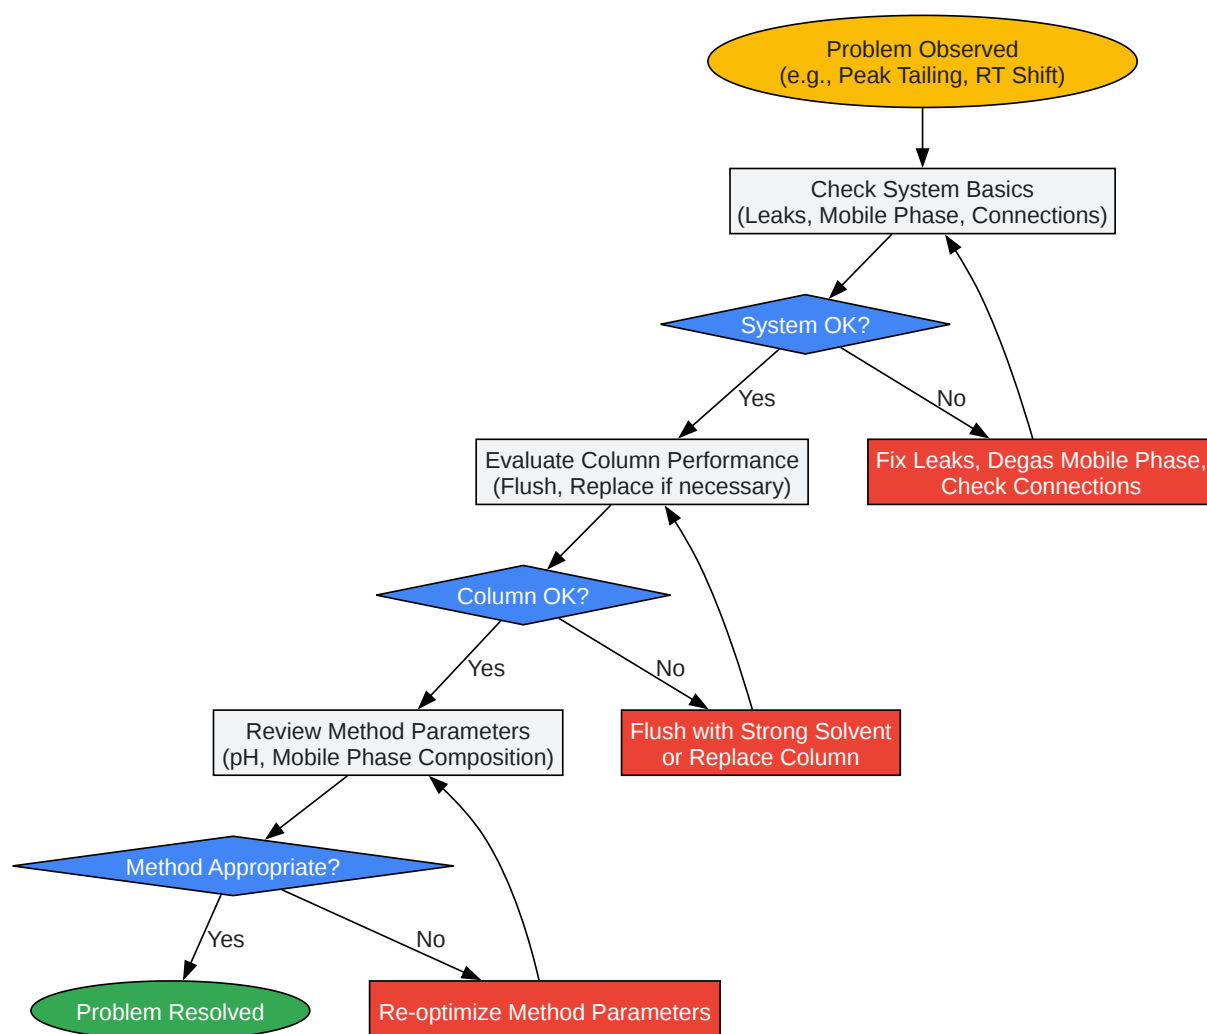 Problem Observed
(e.g., Peak Tailing, RT Shift)
Check System Basics
(Leaks, Mobile Phase, Connections)
System OK?
Yes
No
Evaluate Column Performance
(Flush, Replace if necessary)
Fix Leaks, Degas Mobile Phase,
Check Connections
Column OK?
Yes
No
Review Method Parameters
(pH, Mobile Phase Composition)
Flush with Strong Solvent
or Replace Column
Method Appropriate?
Yes
No
Problem Resolved
Re-optimize Method Parameters